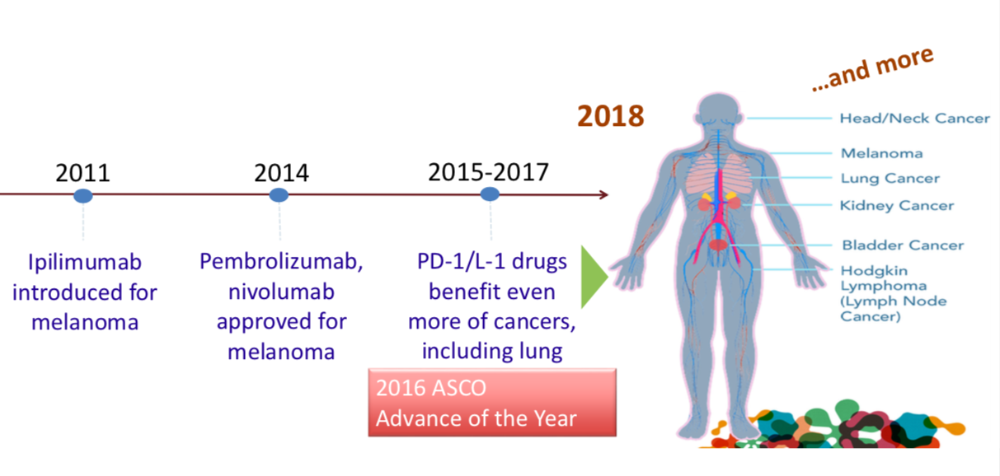 2011
Ipilimumab
introduced for
melanoma
2014
Pembrolizumab,
nivolumab
approved for
melanoma
2015-2017
PD-1/L-1 drugs
benefit even
more of cancers,
including lung
2016 ASCO
Advance of the Year
2018
...and more
Head/Neck Cancer
Melanoma
Lung Cancer
Kidney Cancer
Bladder Cancer
Hodgkin
Lymphoma
(Lymph Node
Cancer)